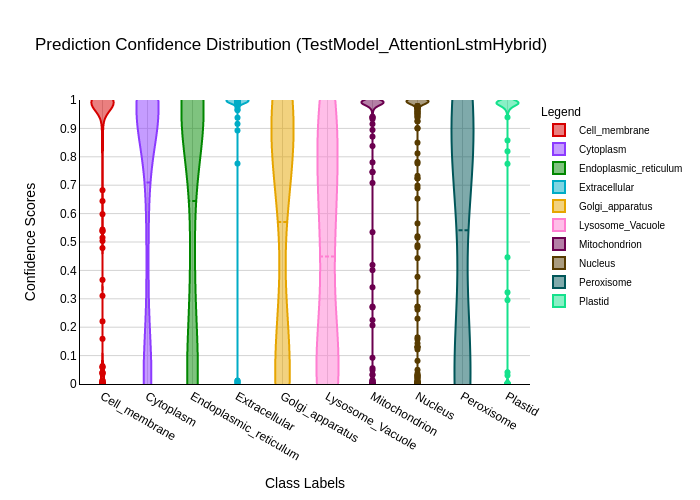 Prediction Confidence Distribution (TestModel_AttentionLstmHybrid)
Confidence Scores
1
0.9
0.8
0.7
0.6
0.5
0.4
0.3
0.2
0.1
0
Cell_membrane
Cytoplasm
Endoplasmic_reticulum
Extracellular
Golgi_apparatus
Lysosome_Vacuole
Mitochondrion
Nucleus
Peroxisome
Plastid
Class Labels
Legend
Cell_membrane
Cytoplasm
Endoplasmic_reticulum
Extracellular
Golgi_apparatus
Lysosome_Vacuole
Mitochondrion
Nucleus
Peroxisome
Plastid